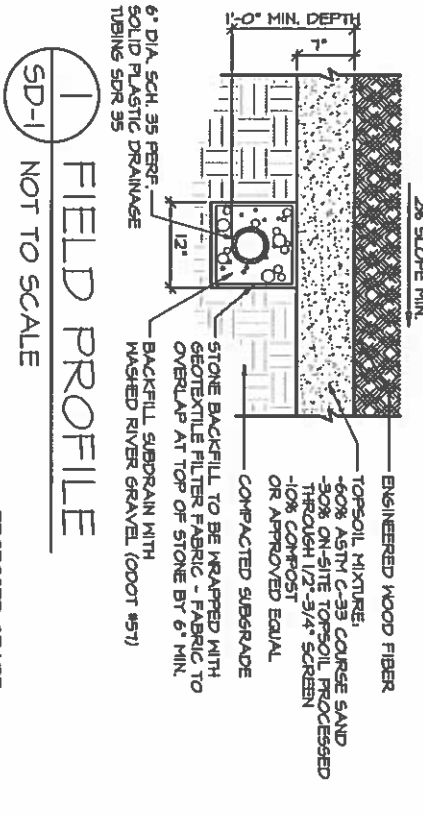 2% SLOPE MIN.
1'-0" MIN. DEPTH
7"
12"
ENGINEERED WOOD FIBER
TOPSOIL MIXTURE:
-60% ASTM C-33 COURSE SAND
-30% ON-SITE TOPSOIL PROCESSED
THROUGH 1/2"-3/4" SCREEN
-10% COMPOST
OR APPROVED EQUAL
COMPACTED SUBGRADE
STONE BACKFILL TO BE WRAPPED WITH
GEOTEXTILE FILTER FABRIC - FABRIC TO
OVERLAP AT TOP OF STONE BY 6" MIN.
BACKFILL SUBDRAIN WITH
WASHED RIVER GRAVEL (ODOT #57)
6" DIA. SCH. 35 PERF.
SOLID PLASTIC DRAINAGE
TUBING SDR 35
1
SD-1
FIELD PROFILE
NOT TO SCALE